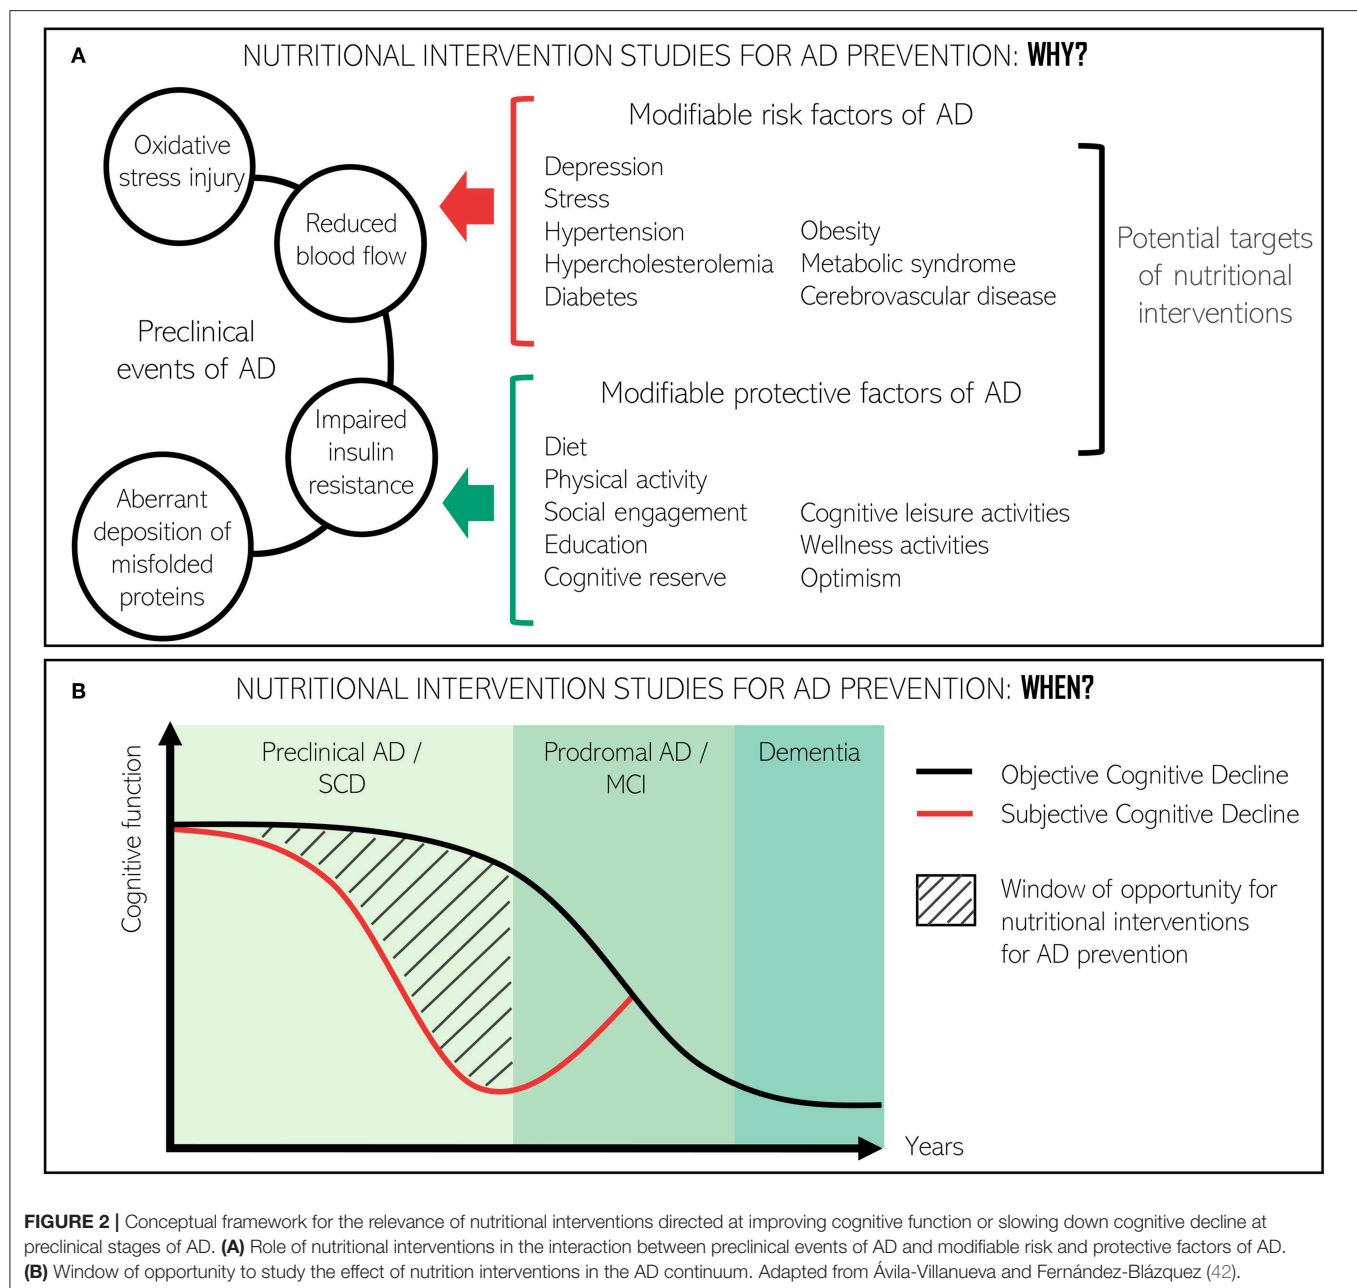 A
NUTRITIONAL INTERVENTION STUDIES FOR AD PREVENTION: WHY?
Oxidative
stress injury
Reduced
blood flow
Preclinical
events of AD
Impaired
insulin
resistance
Aberrant
deposition of
misfolded
proteins
Modifiable risk factors of AD
Depression
Stress
Hypertension
Hypercholesterolemia
Diabetes
Obesity
Metabolic syndrome
Cerebrovascular disease
Modifiable protective factors of AD
Diet
Physical activity
Social engagement
Education
Cognitive reserve
Cognitive leisure activities
Wellness activities
Optimism
Potential targets
of nutritional
interventions
B
NUTRITIONAL INTERVENTION STUDIES FOR AD PREVENTION: WHEN?
Cognitive function
Preclinical AD /
SCD
Prodromal AD /
MCI
Dementia
Years
Objective Cognitive Decline
Subjective Cognitive Decline
Window of opportunity for
nutritional interventions
for AD prevention
FIGURE 2 | Conceptual framework for the relevance of nutritional interventions directed at improving cognitive function or slowing down cognitive decline at
preclinical stages of AD. (A) Role of nutritional interventions in the interaction between preclinical events of AD and modifiable risk and protective factors of AD.
(B) Window of opportunity to study the effect of nutrition interventions in the AD continuum. Adapted from Ávila-Villanueva and Fernández-Blázquez (42).